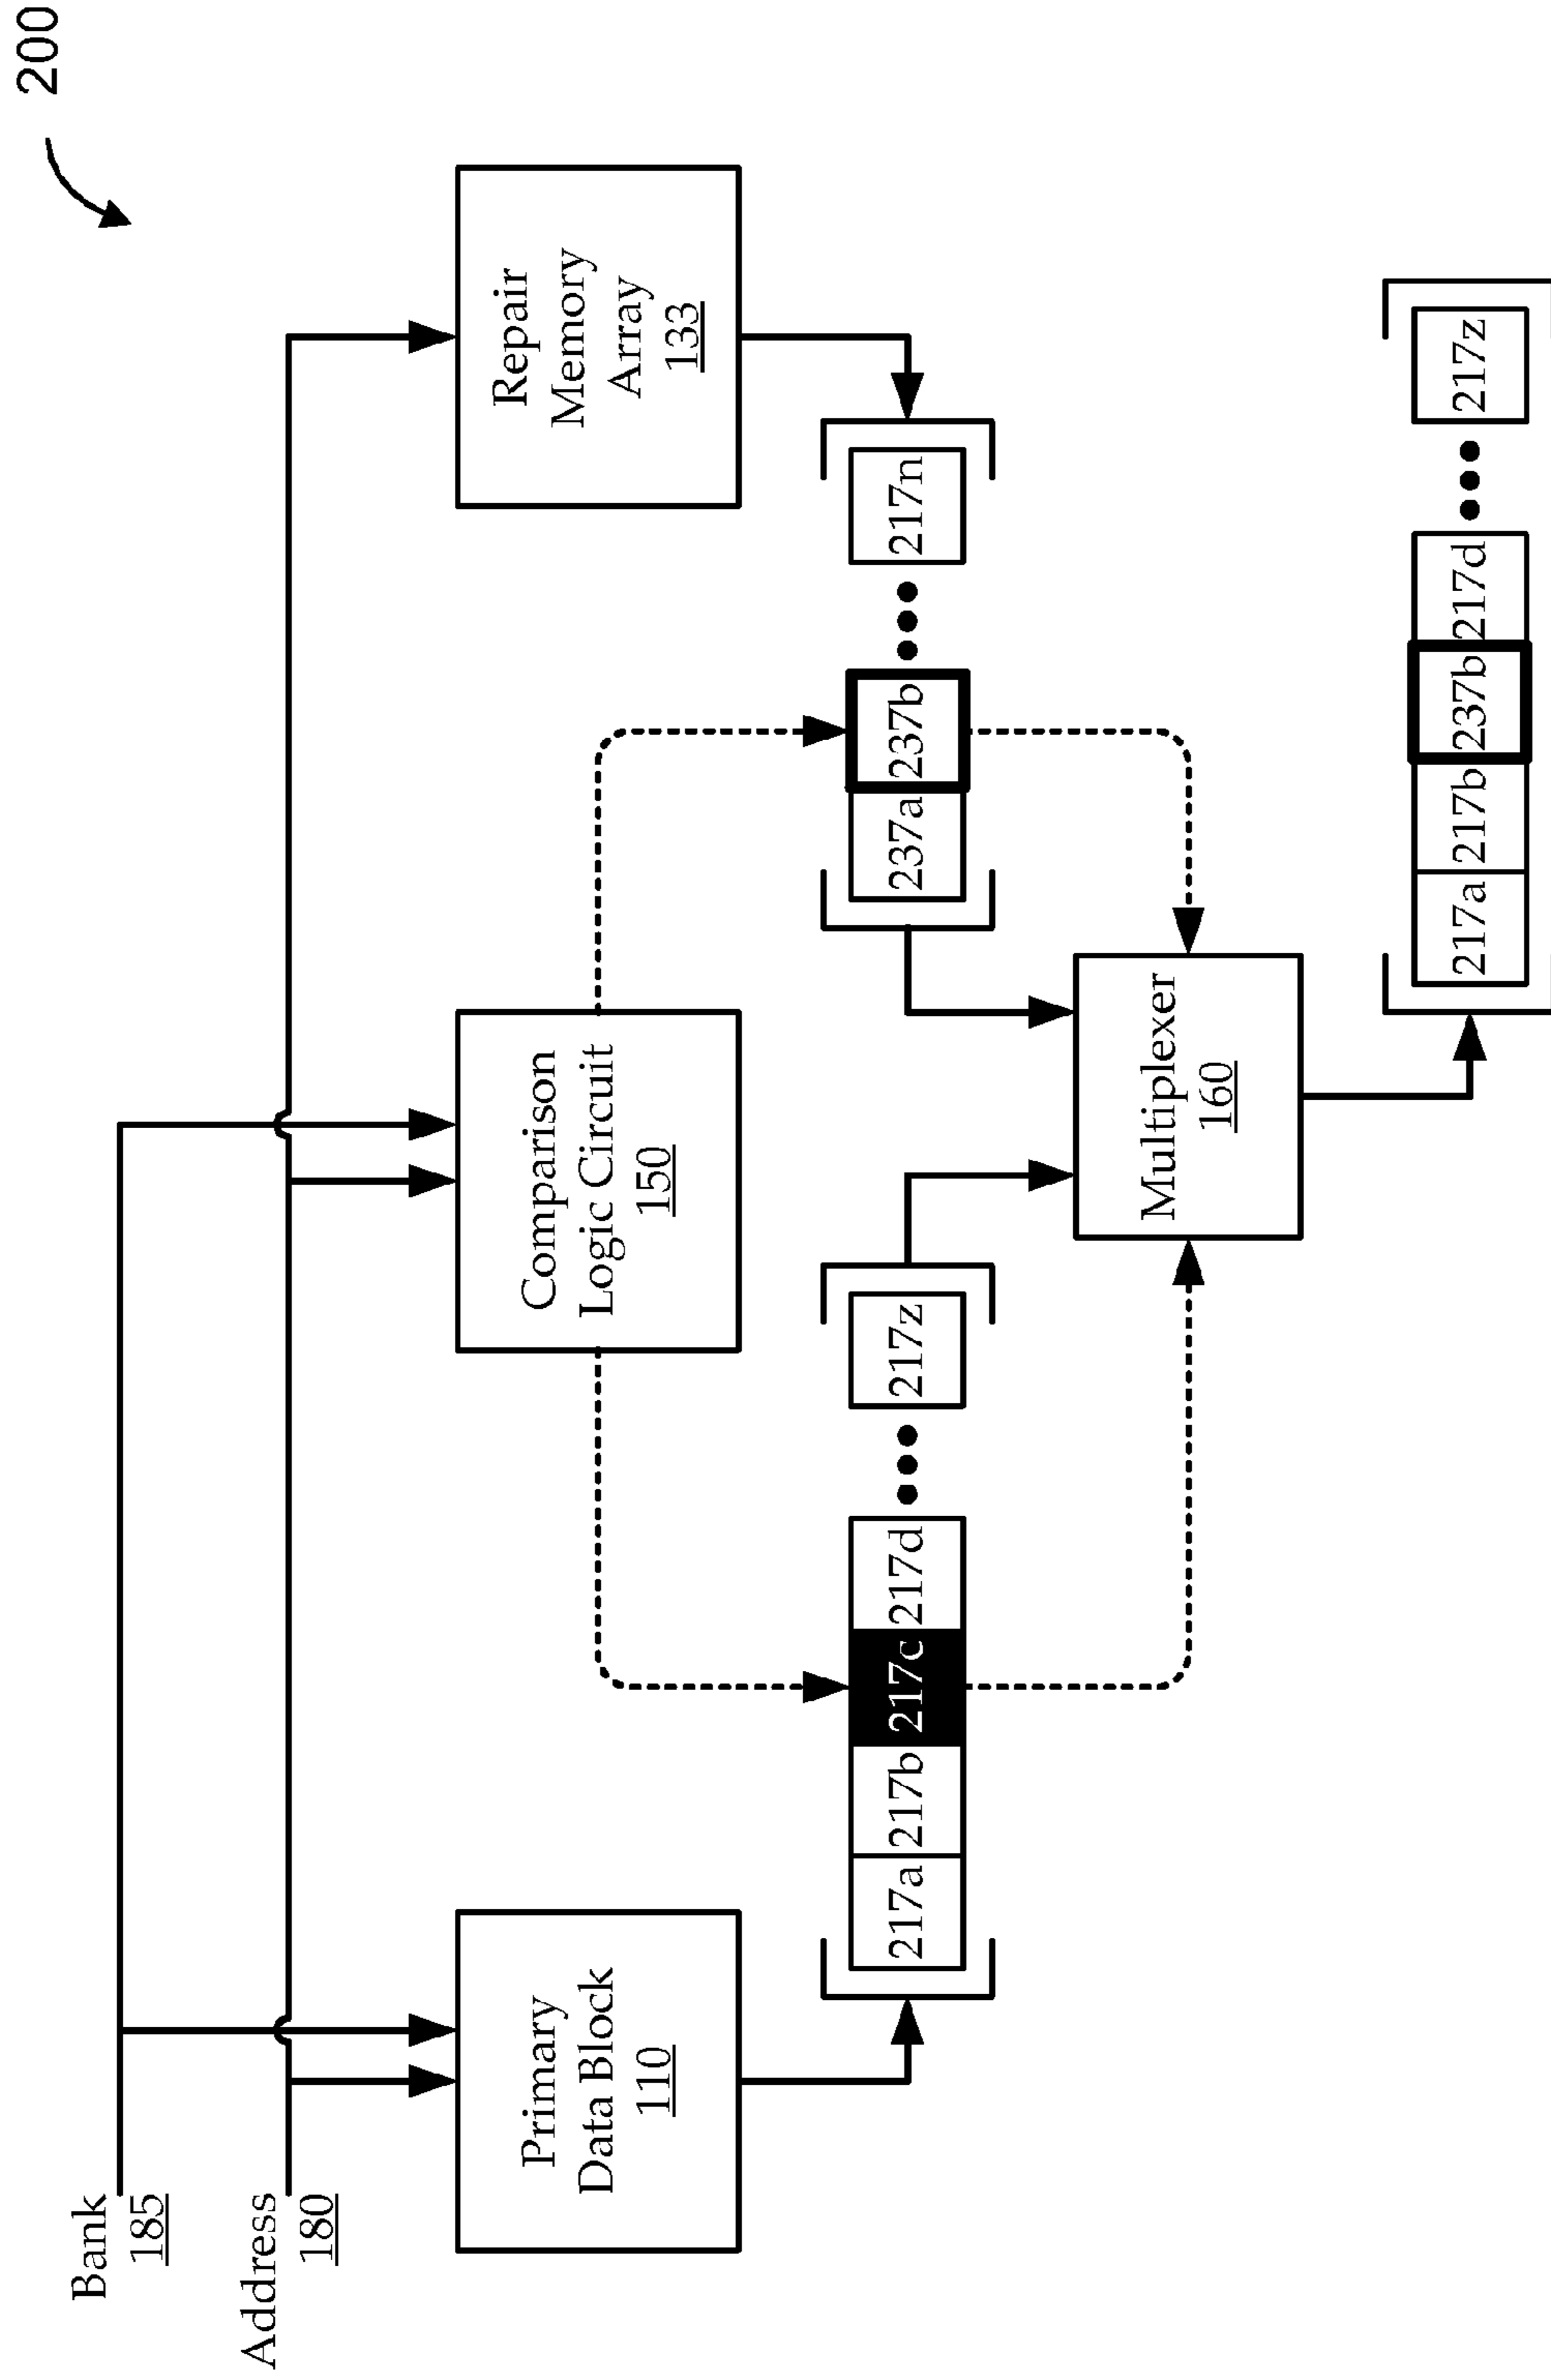 200
Bank
185
Address
180
Primary
Data Block
110
Comparison
Logic Circuit
150
Repair
Memory
Array
133
217a 217b 217c 217d 217z
237a 237b 217n
Multiplexer
160
217a 217b 237b 217d 217z